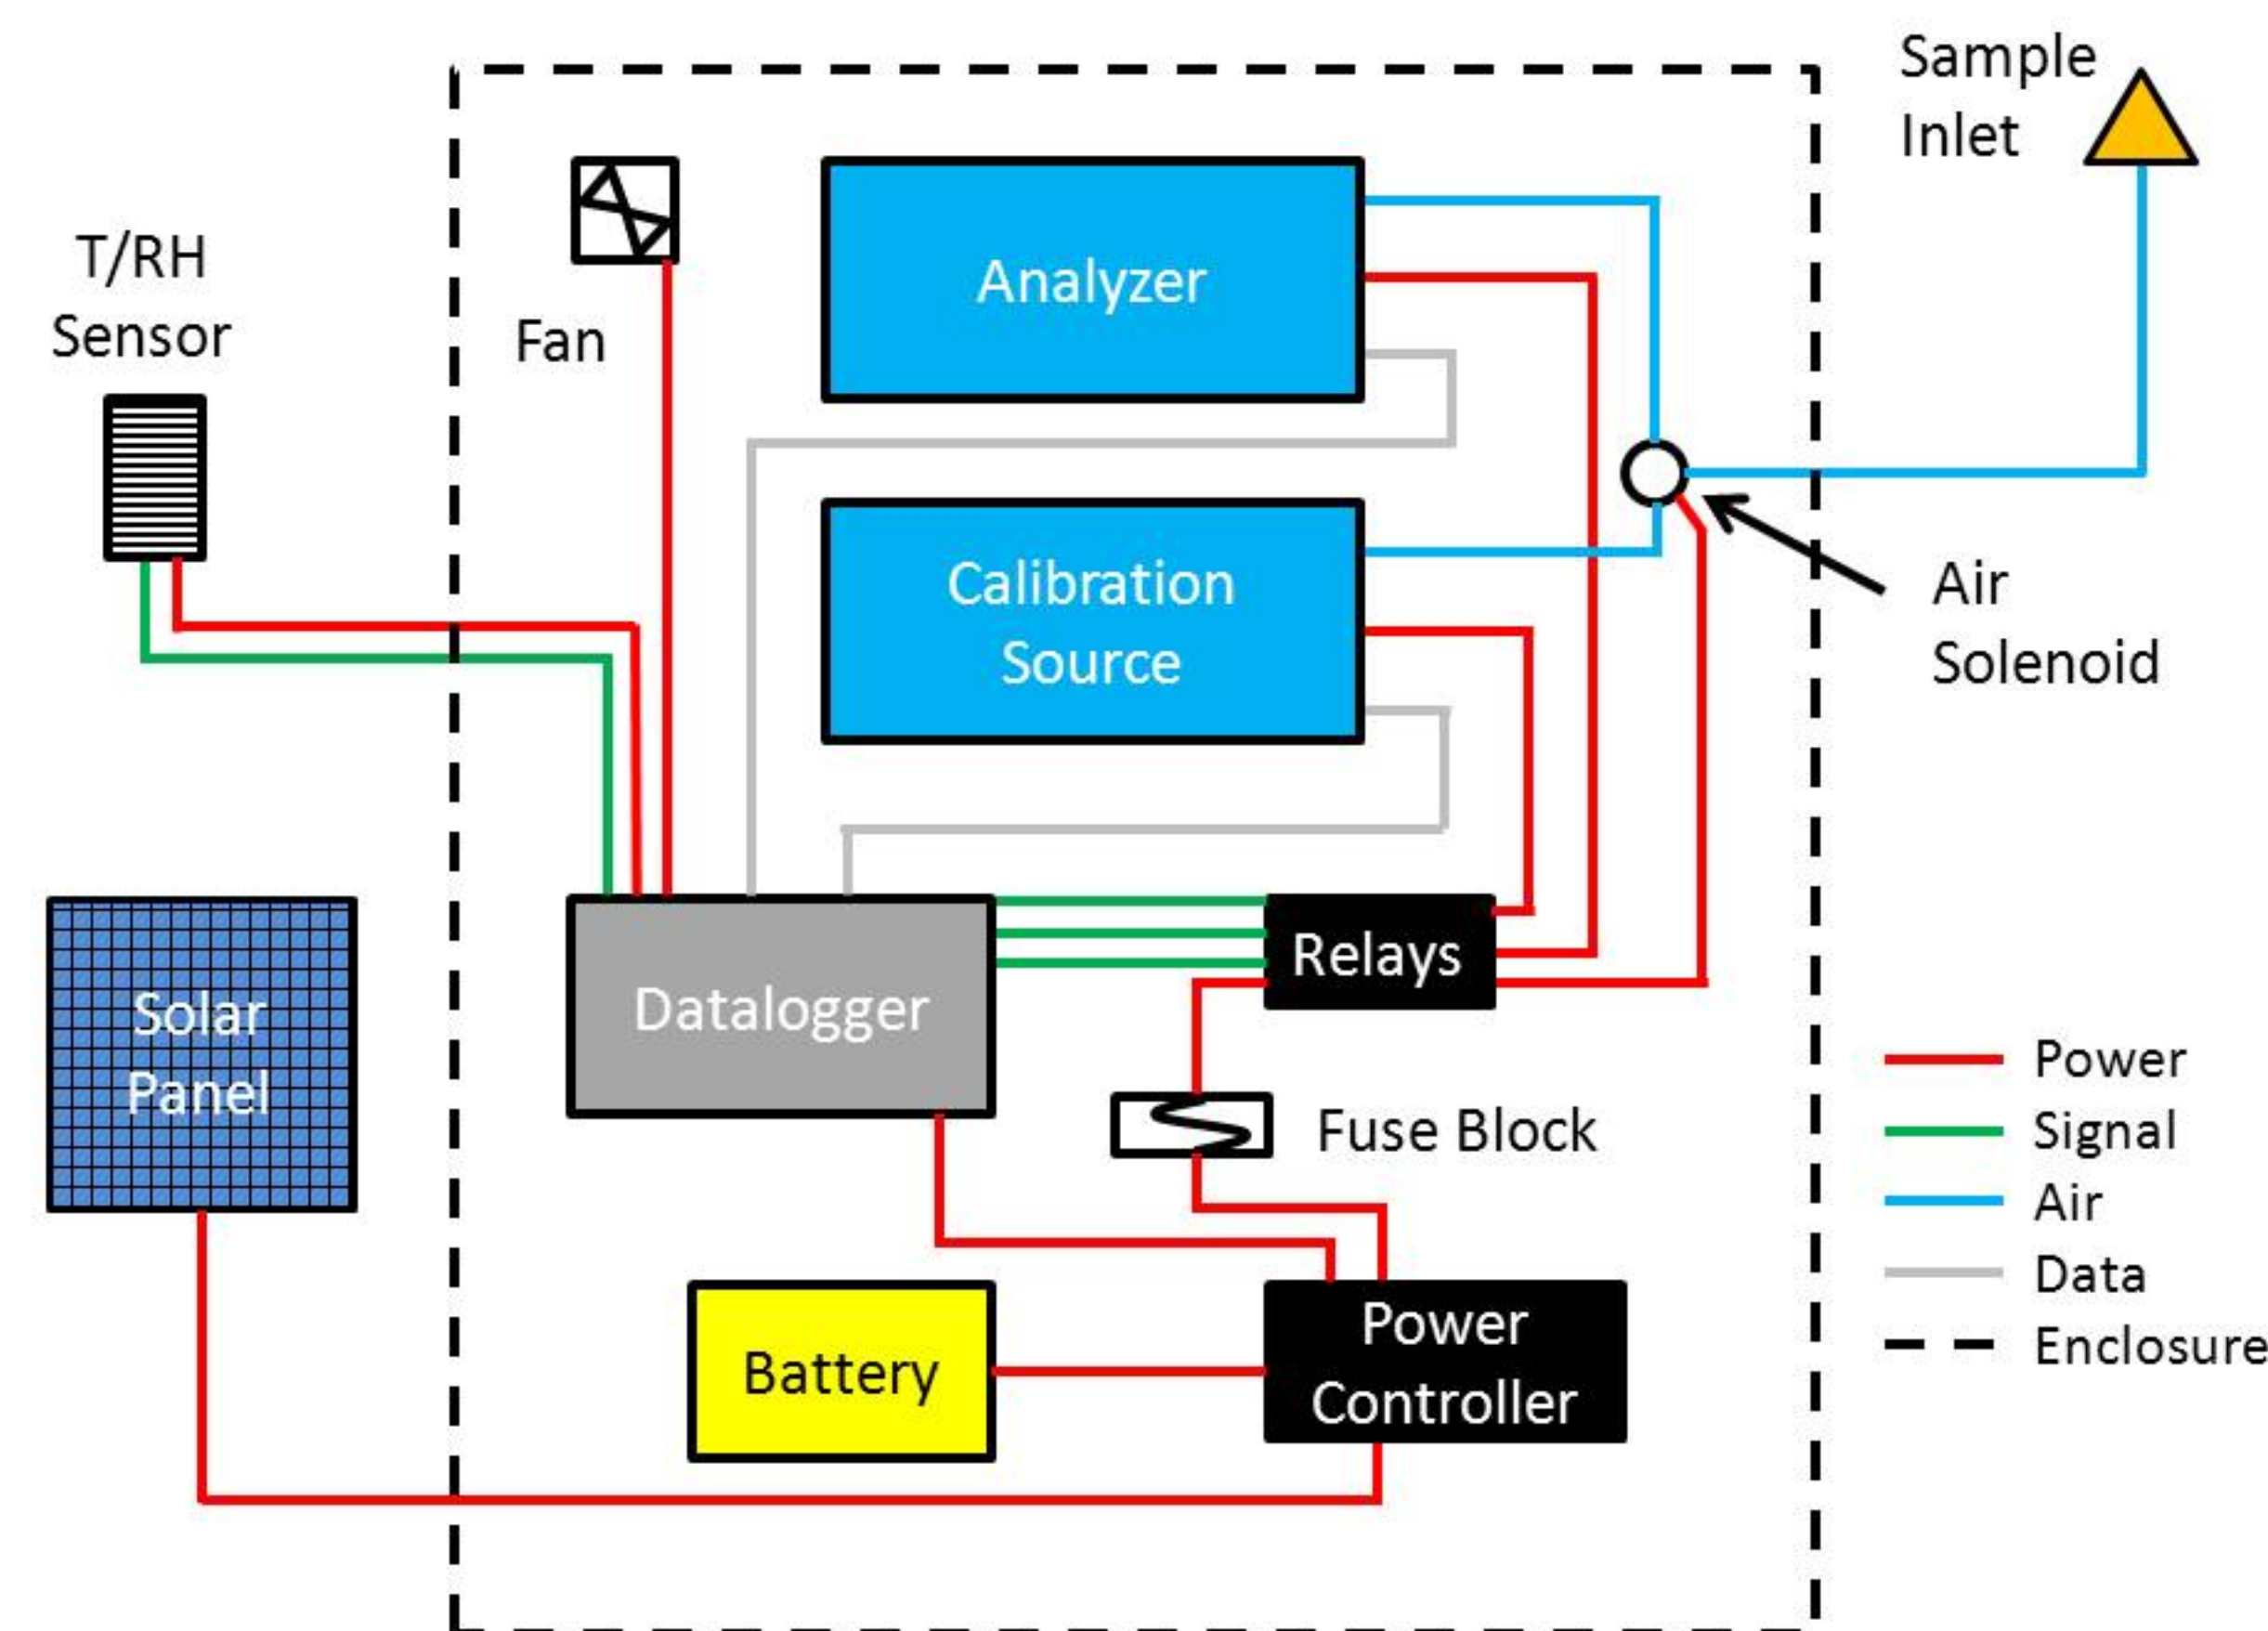 Sample
Inlet
T/RH
Sensor
Fan
Analyzer
Calibration
Source
Air
Solenoid
Solar
Panel
Datalogger
Relays
Fuse Block
Battery
Power
Controller
Power
Signal
Air
Data
Enclosure